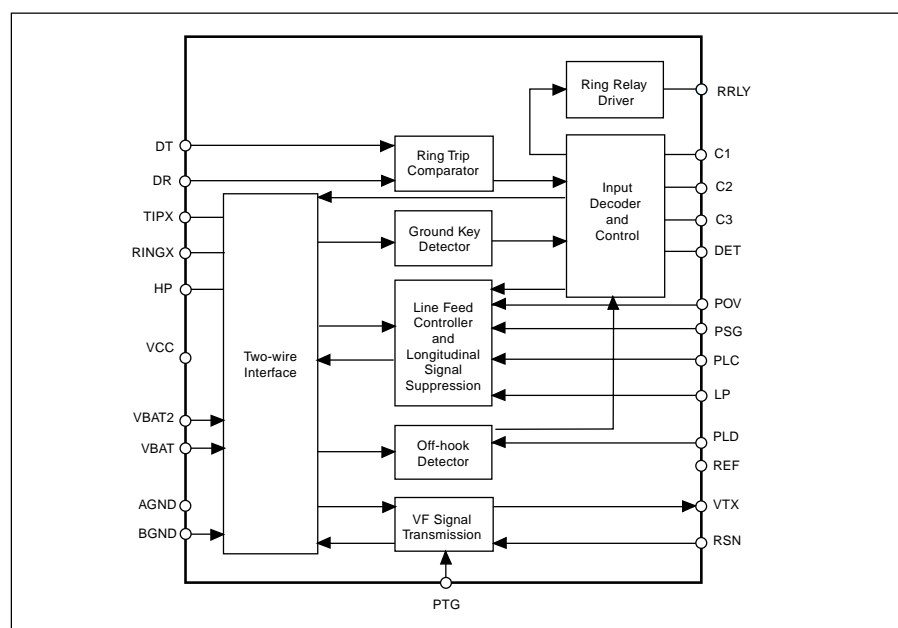 Ring Relay
Driver
RRLY
DT
DR
TIPX
RINGX
HP
VCC
VBAT2
VBAT
AGND
BGND
Two-wire
Interface
Ring Trip
Comparator
Ground Key
Detector
Line Feed
Controller
and
Longitudinal
Signal
Suppression
Off-hook
Detector
VF Signal
Transmission
Input
Decoder
and
Control
C1
C2
C3
DET
POV
PSG
PLC
LP
PLD
REF
VTX
RSN
PTG